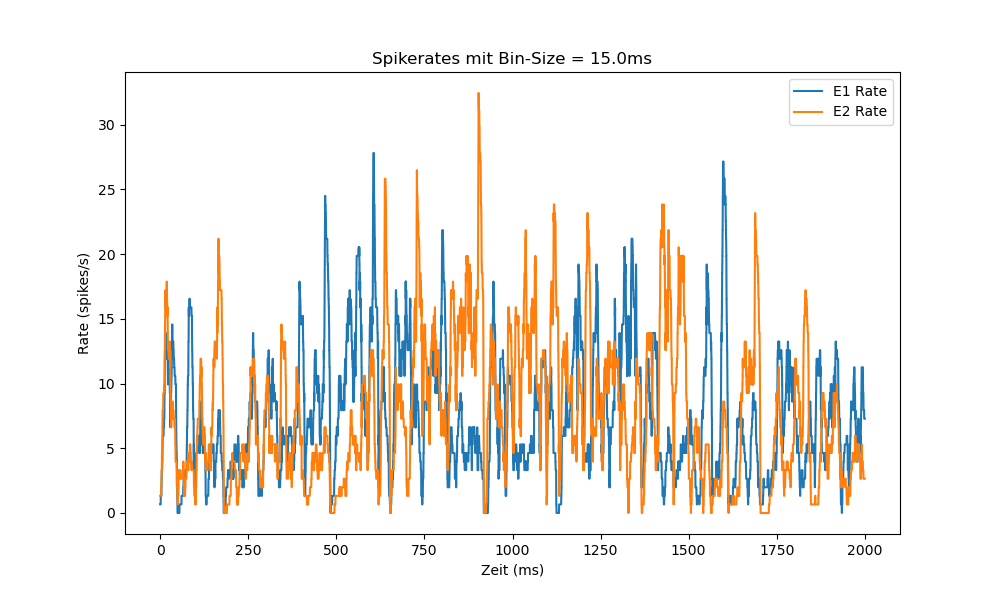 Spikerates mit Bin-Size = 15.0ms
E1 Rate
E2 Rate
Rate (spikes/s)
30
25
20
15
10
5
0
0 250 500 750 1000 1250 1500 1750 2000
Zeit (ms)